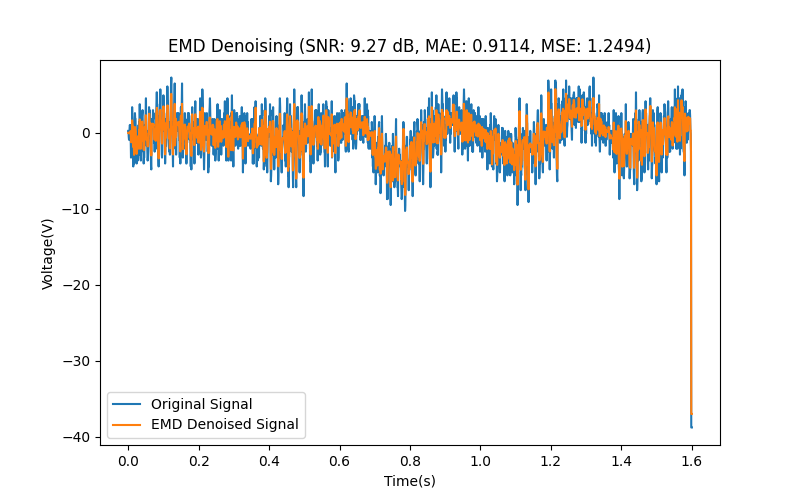 EMD Denoising (SNR: 9.27 dB, MAE: 0.9114, MSE: 1.2494)
0
−10
−20
−30
−40
Voltage(V)
Original Signal
EMD Denoised Signal
0.0 0.2 0.4 0.6 0.8 1.0 1.2 1.4 1.6
Time(s)